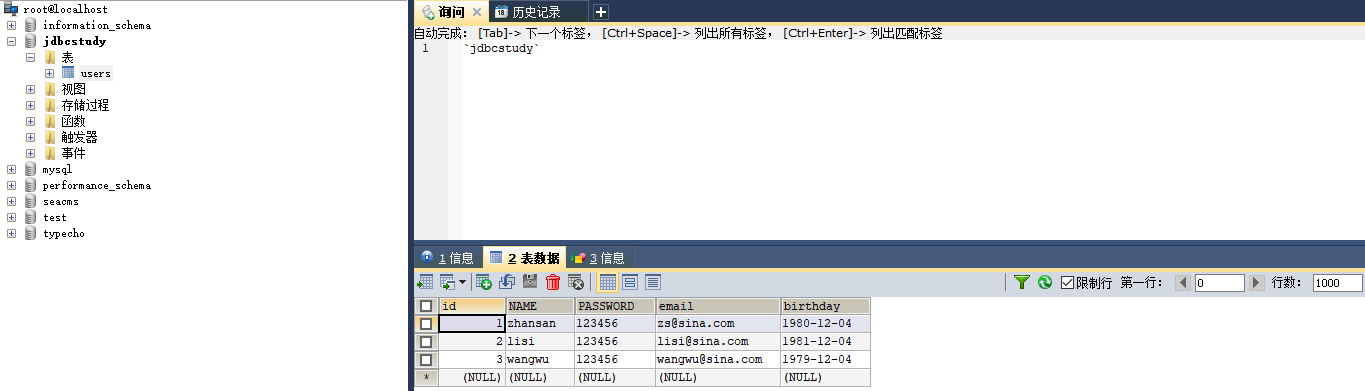 root@localhost
information_schema
jdbcstudy
表
users
视图
存储过程
函数
触发器
事件
mysql
performance_schema
seacms
test
typecho
询问
历史记录
自动完成： [Tab]-> 下一个标签， [Ctrl+Space]-> 列出所有标签， [Ctrl+Enter]-> 列出匹配标签
1 `jdbcstudy`
1 信息 2 表数据 3 信息
限制行 第一行： 0 行数： 1000
id NAME PASSWORD email birthday
1 zhansan 123456 zs@sina.com 1980-12-04
2 lisi 123456 lisi@sina.com 1981-12-04
3 wangwu 123456 wangwu@sina.com 1979-12-04
* (NULL) (NULL) (NULL) (NULL) (NULL)